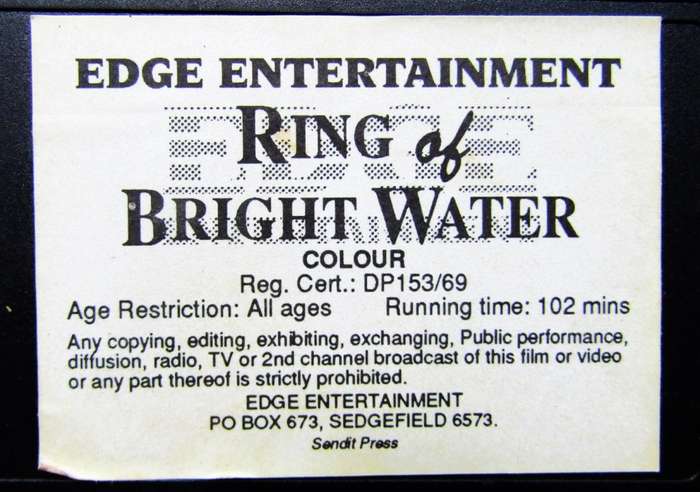 EDGE ENTERTAINMENT
RING of
BRIGHT WATER
COLOUR
Reg. Cert.: DP153/69
Age Restriction: All ages Running time: 102 mins
Any copying, editing, exhibiting, exchanging, Public performance,
diffusion, radio, TV or 2nd channel broadcast of this film or video
or any part thereof is strictly prohibited.
EDGE ENTERTAINMENT
PO BOX 673, SEDGEFIELD 6573.
Sendit Press